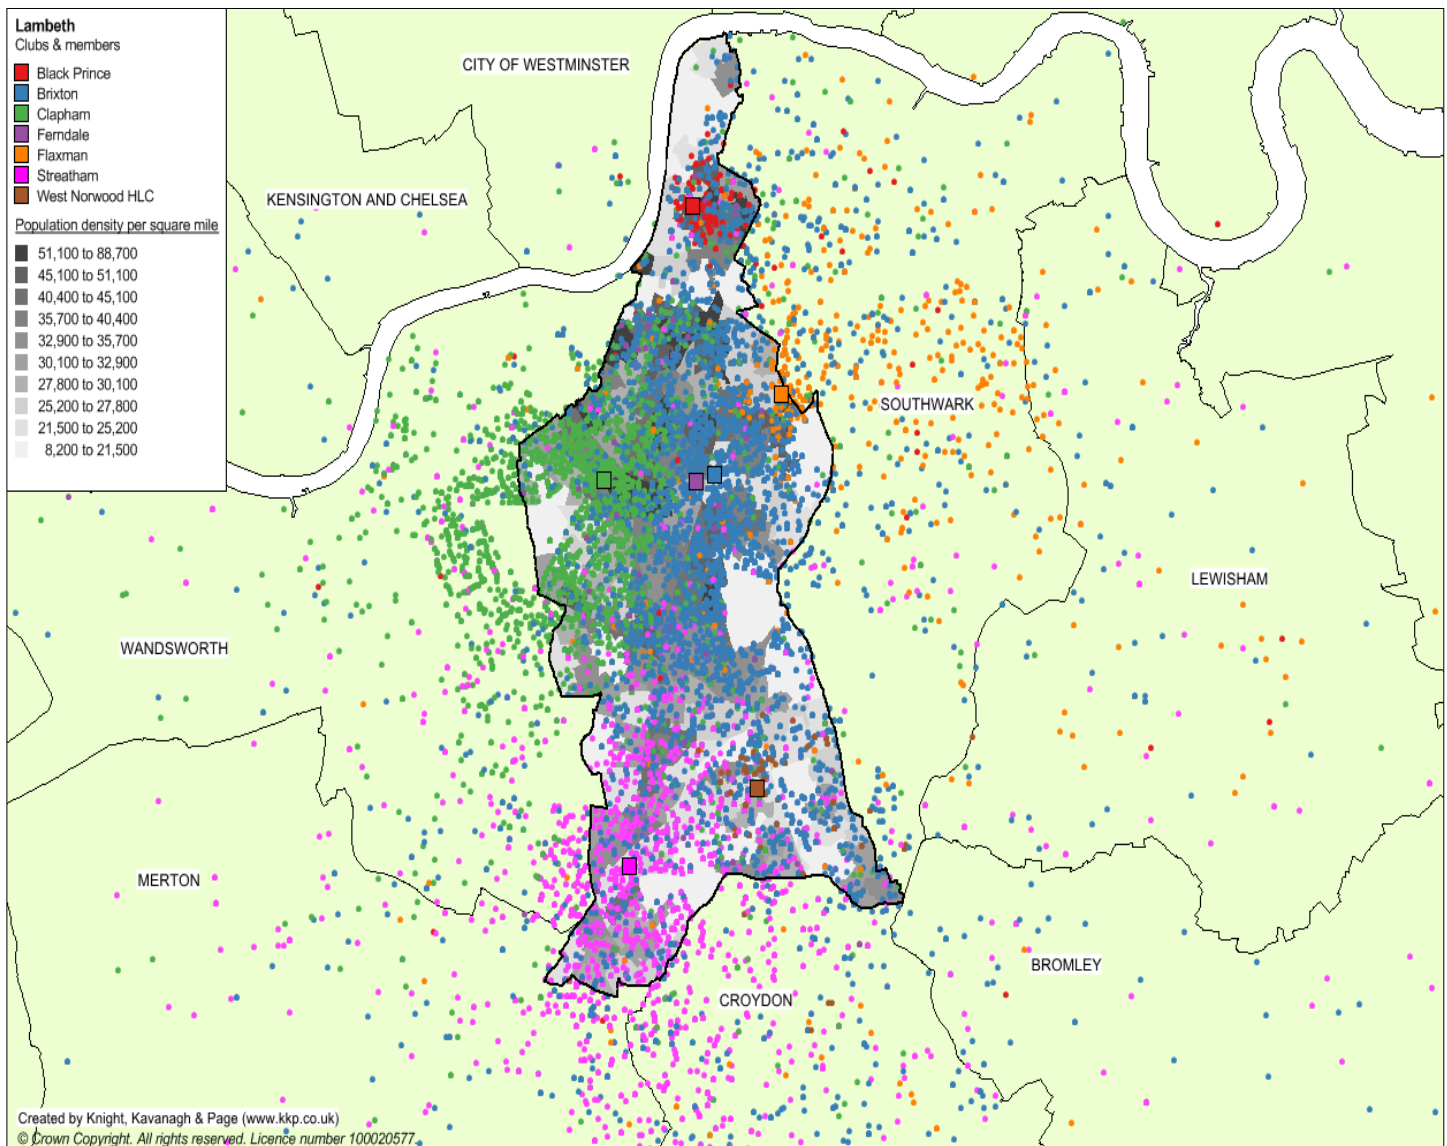 Lambeth
Clubs & members
Black Prince
Brixton
Clapham
Ferndale
Flaxman
Streatham
West Norwood HLC
Population density per square mile
51,100 to 88,700
45,100 to 51,100
40,400 to 45,100
35,700 to 40,400
32,900 to 35,700
30,100 to 32,900
27,800 to 30,100
25,200 to 27,800
21,500 to 25,200
8,200 to 21,500
CITY OF WESTMINSTER
KENSINGTON AND CHELSEA
SOUTHWARK
LEWISHAM
WANDSWORTH
MERTON
BROMLEY
CROYDON
Created by Knight, Kavanagh & Page (www.kkp.co.uk)
© Crown Copyright. All rights reserved. Licence number 100020577.